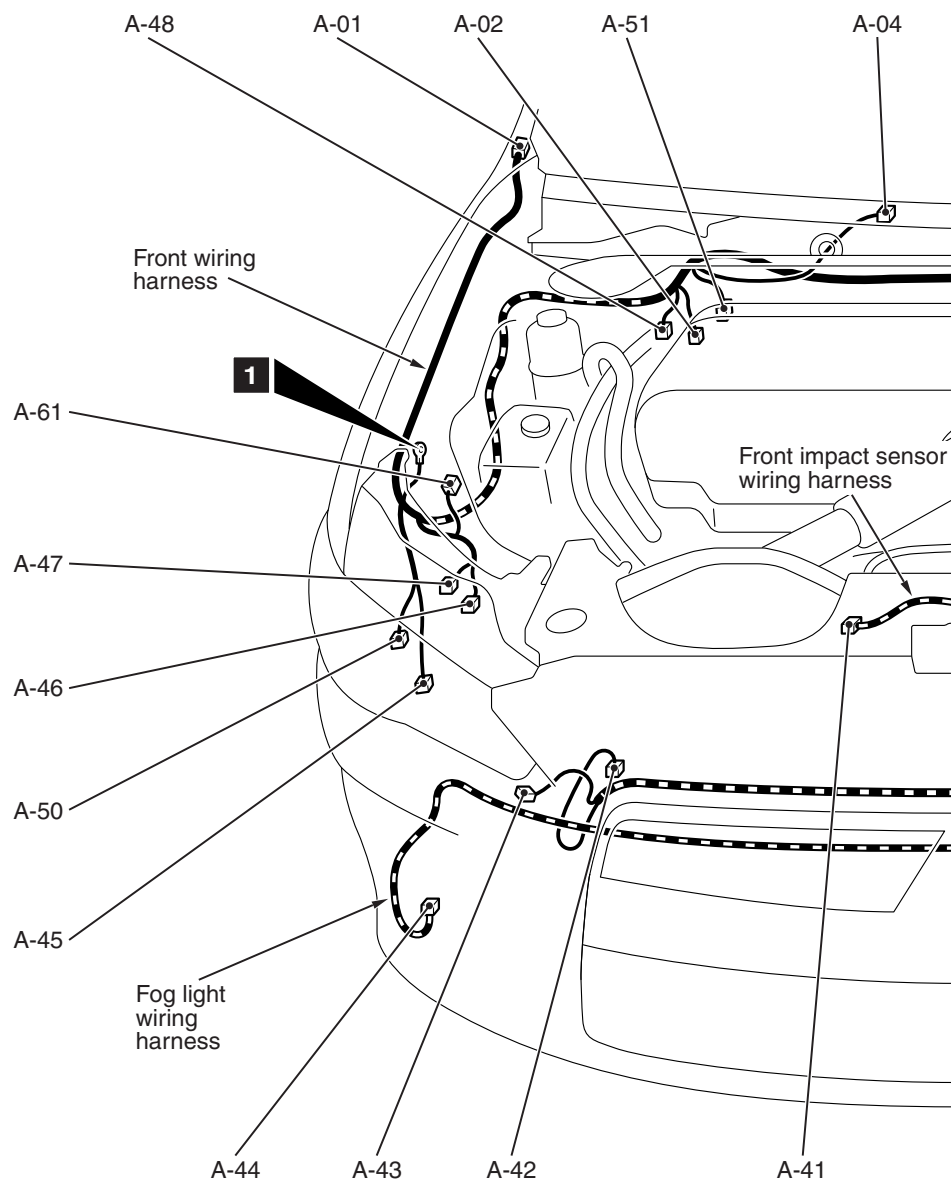 A-48
A-01
A-02
A-51
A-04
Front wiring
harness
1
A-61
Front impact sensor
wiring harness
A-47
A-46
A-50
A-45
Fog light
wiring
harness
A-44
A-43
A-42
A-41